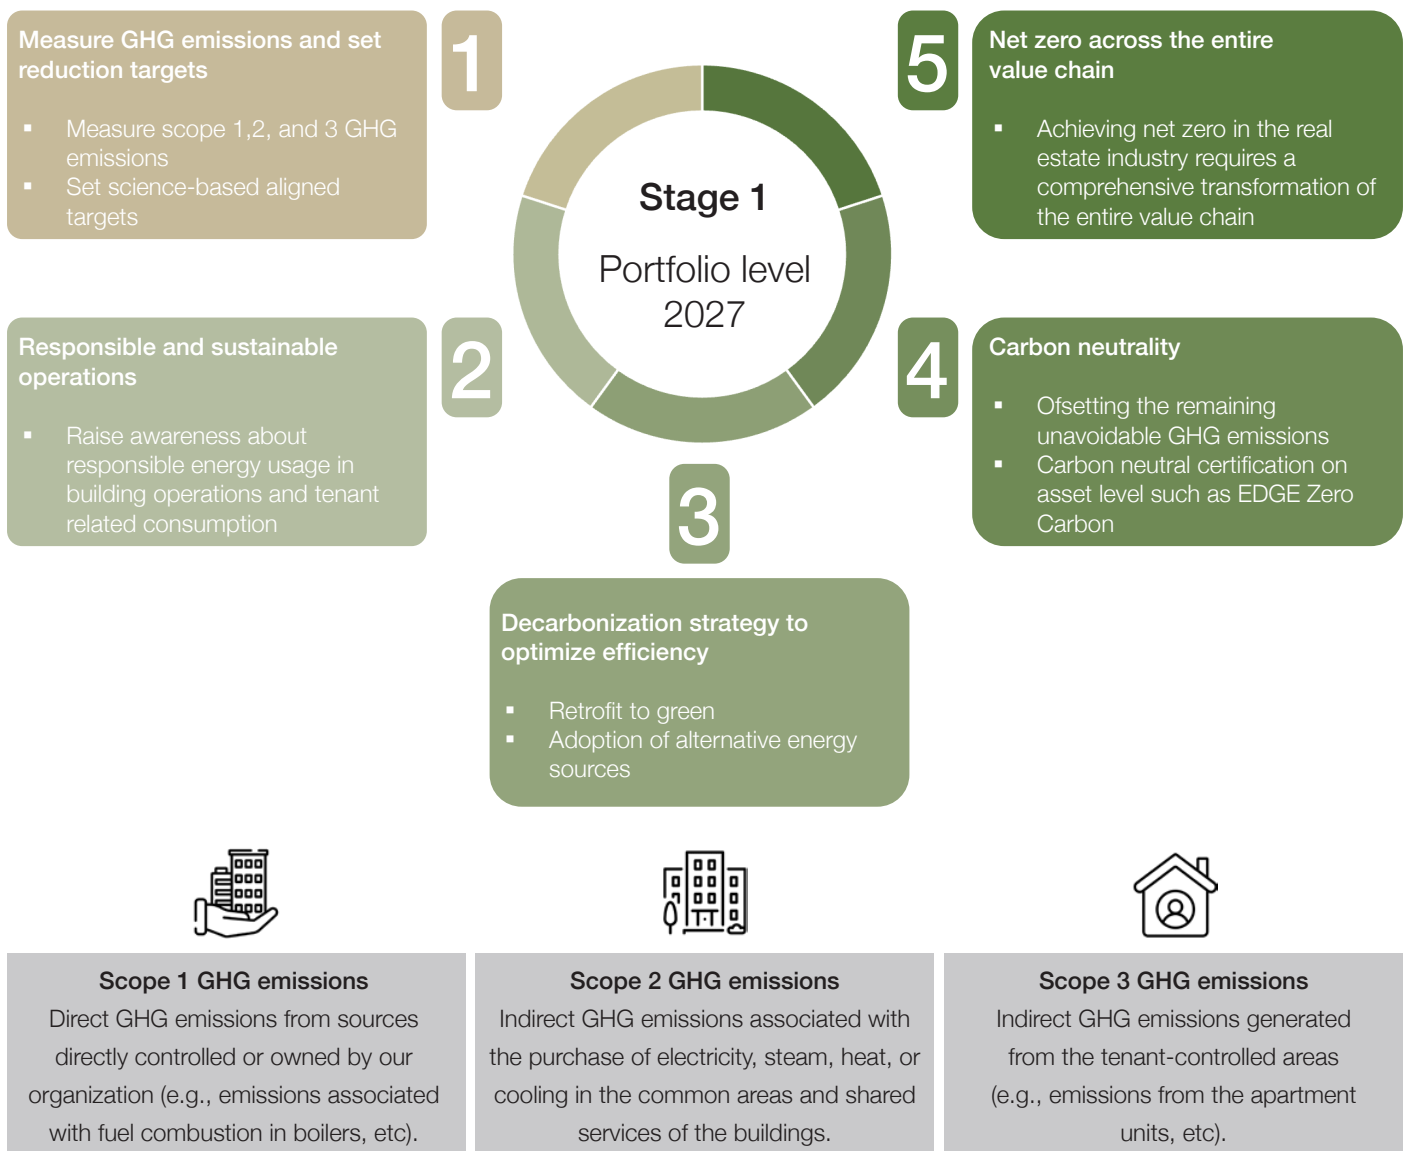 Measure GHG emissions and set
reduction targets
▪ Measure scope 1,2, and 3 GHG
emissions
▪ Set science-based aligned
targets
1
Responsible and sustainable
operations
▪ Raise awareness about
responsible energy usage in
building operations and tenant
related consumption
2
Stage 1
Portfolio level
2027
3
Decarbonization strategy to
optimize efficiency
▪ Retrofit to green
▪ Adoption of alternative energy
sources
4
Carbon neutrality
▪ Ofsetting the remaining
unavoidable GHG emissions
▪ Carbon neutral certification on
asset level such as EDGE Zero
Carbon
5
Net zero across the entire
value chain
▪ Achieving net zero in the real
estate industry requires a
comprehensive transformation of
the entire value chain
Scope 1 GHG emissions
Direct GHG emissions from sources
directly controlled or owned by our
organization (e.g., emissions associated
with fuel combustion in boilers, etc).
Scope 2 GHG emissions
Indirect GHG emissions associated with
the purchase of electricity, steam, heat, or
cooling in the common areas and shared
services of the buildings.
Scope 3 GHG emissions
Indirect GHG emissions generated
from the tenant-controlled areas
(e.g., emissions from the apartment
units, etc).